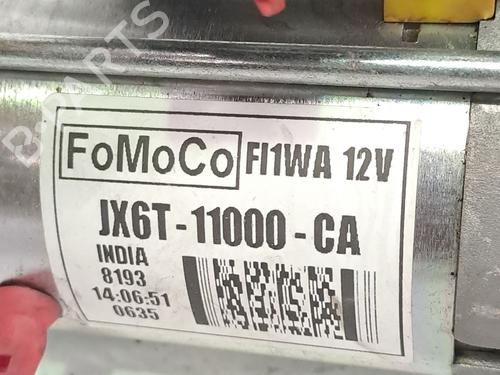 B-PARTS
FoMoCo FI1WA 12V
JX6T-11000-CA
INDIA
8193
14:06:51
0635